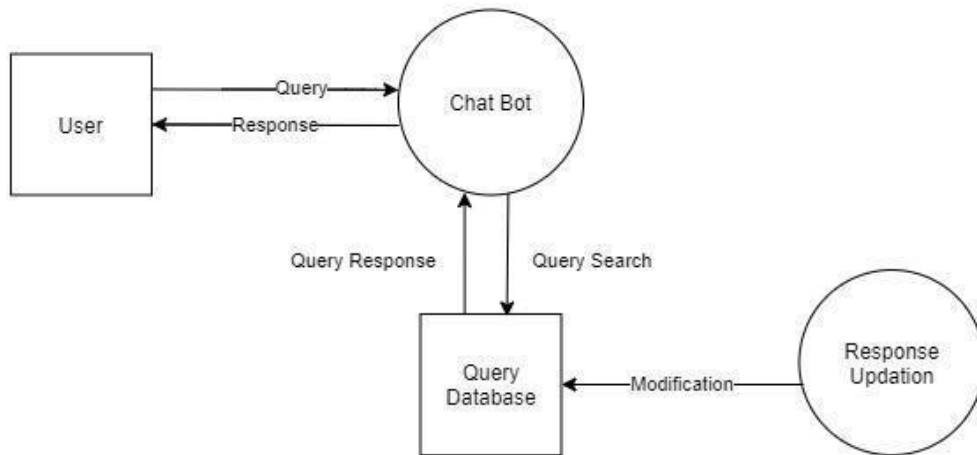 User
Query
Response
Chat Bot
Query Response
Query Search
Query
Database
Modification
Response
Updation